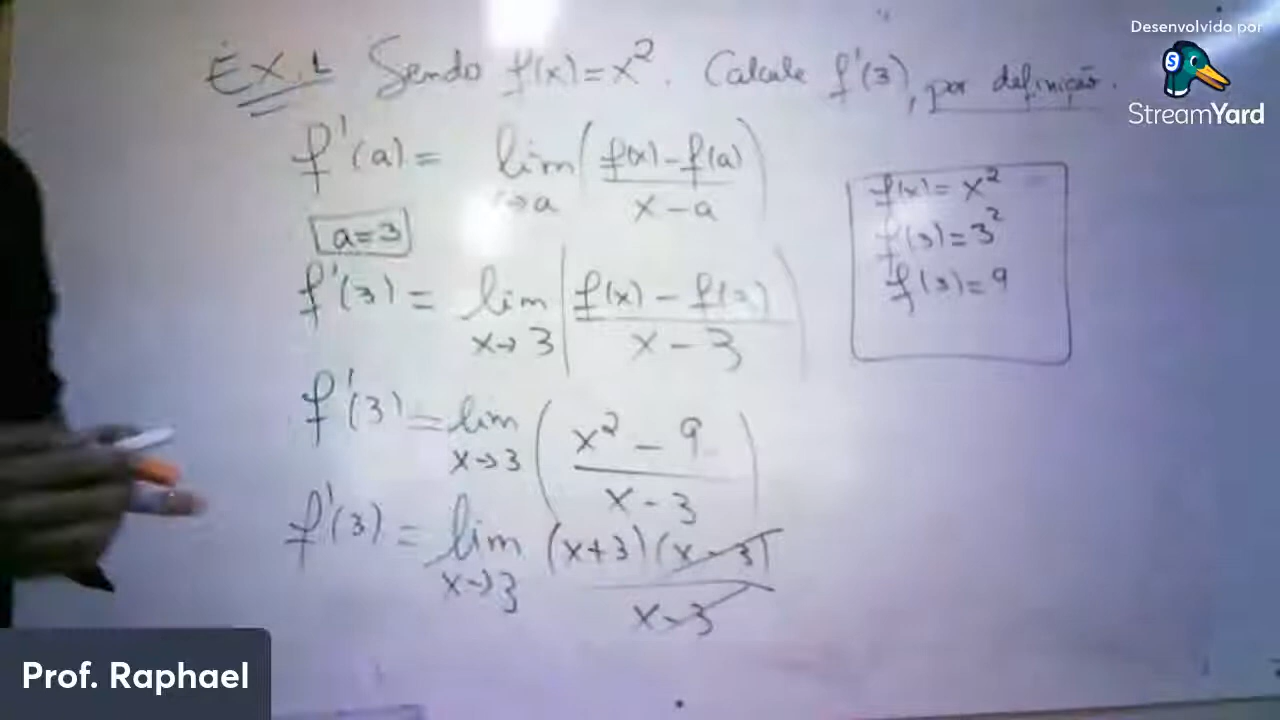 Desenvolvido por
StreamYard
Ex.1 Sendo f(x)=x². Calcule f'(3), por definição.
f'(a) = lim x→a (f(x)-f(a) / x-a)
a=3
f'(3) = lim x→3 (f(x) - f(3) / x-3)
f'(3) = lim x→3 (x² - 9 / x-3)
f'(3) = lim x→3 (x+3)(x-3) / x-3
f(x) = x²
f(3) = 3²
f(3) = 9
Prof. Raphael